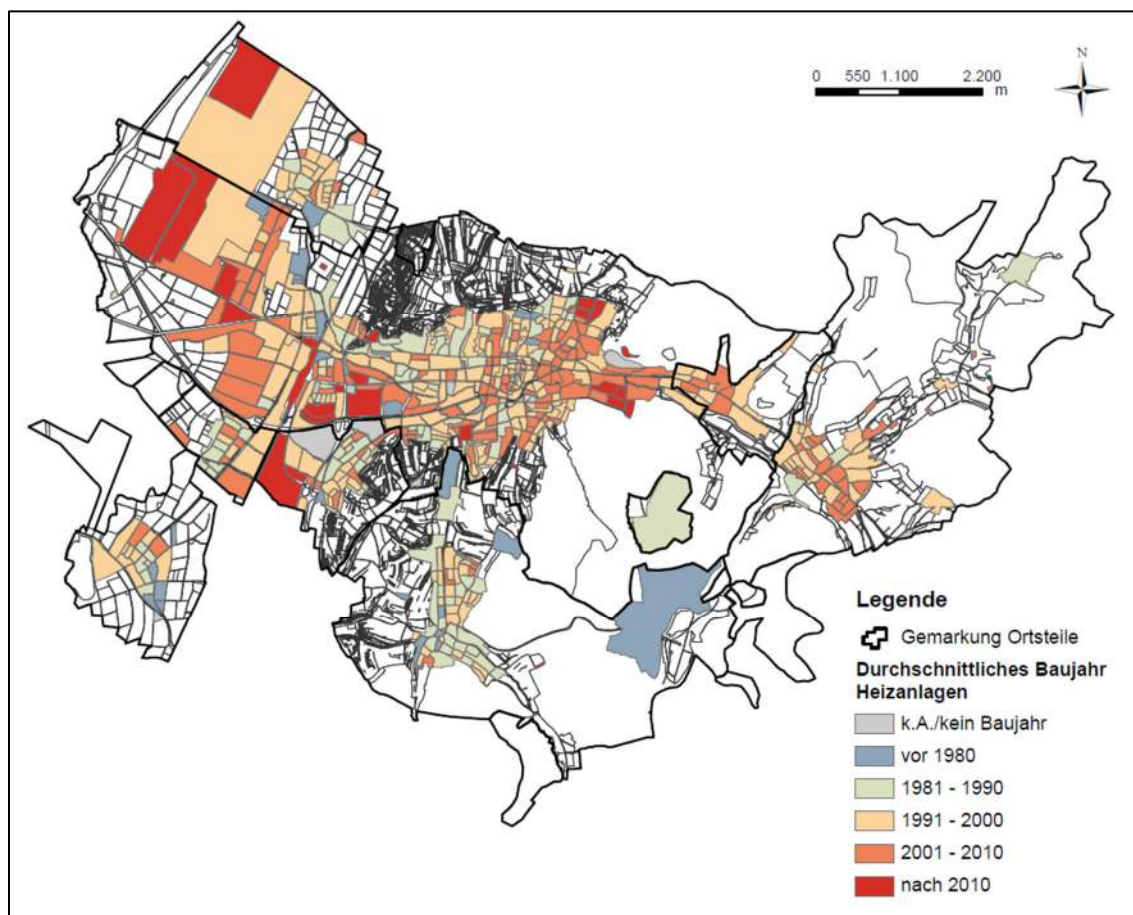 N
0 550 1.100 2.200
m
Legende
Gemarkung Ortsteile
Durchschnittliches Baujahr
Heizanlagen
k.A./kein Baujahr
vor 1980
1981 - 1990
1991 - 2000
2001 - 2010
nach 2010